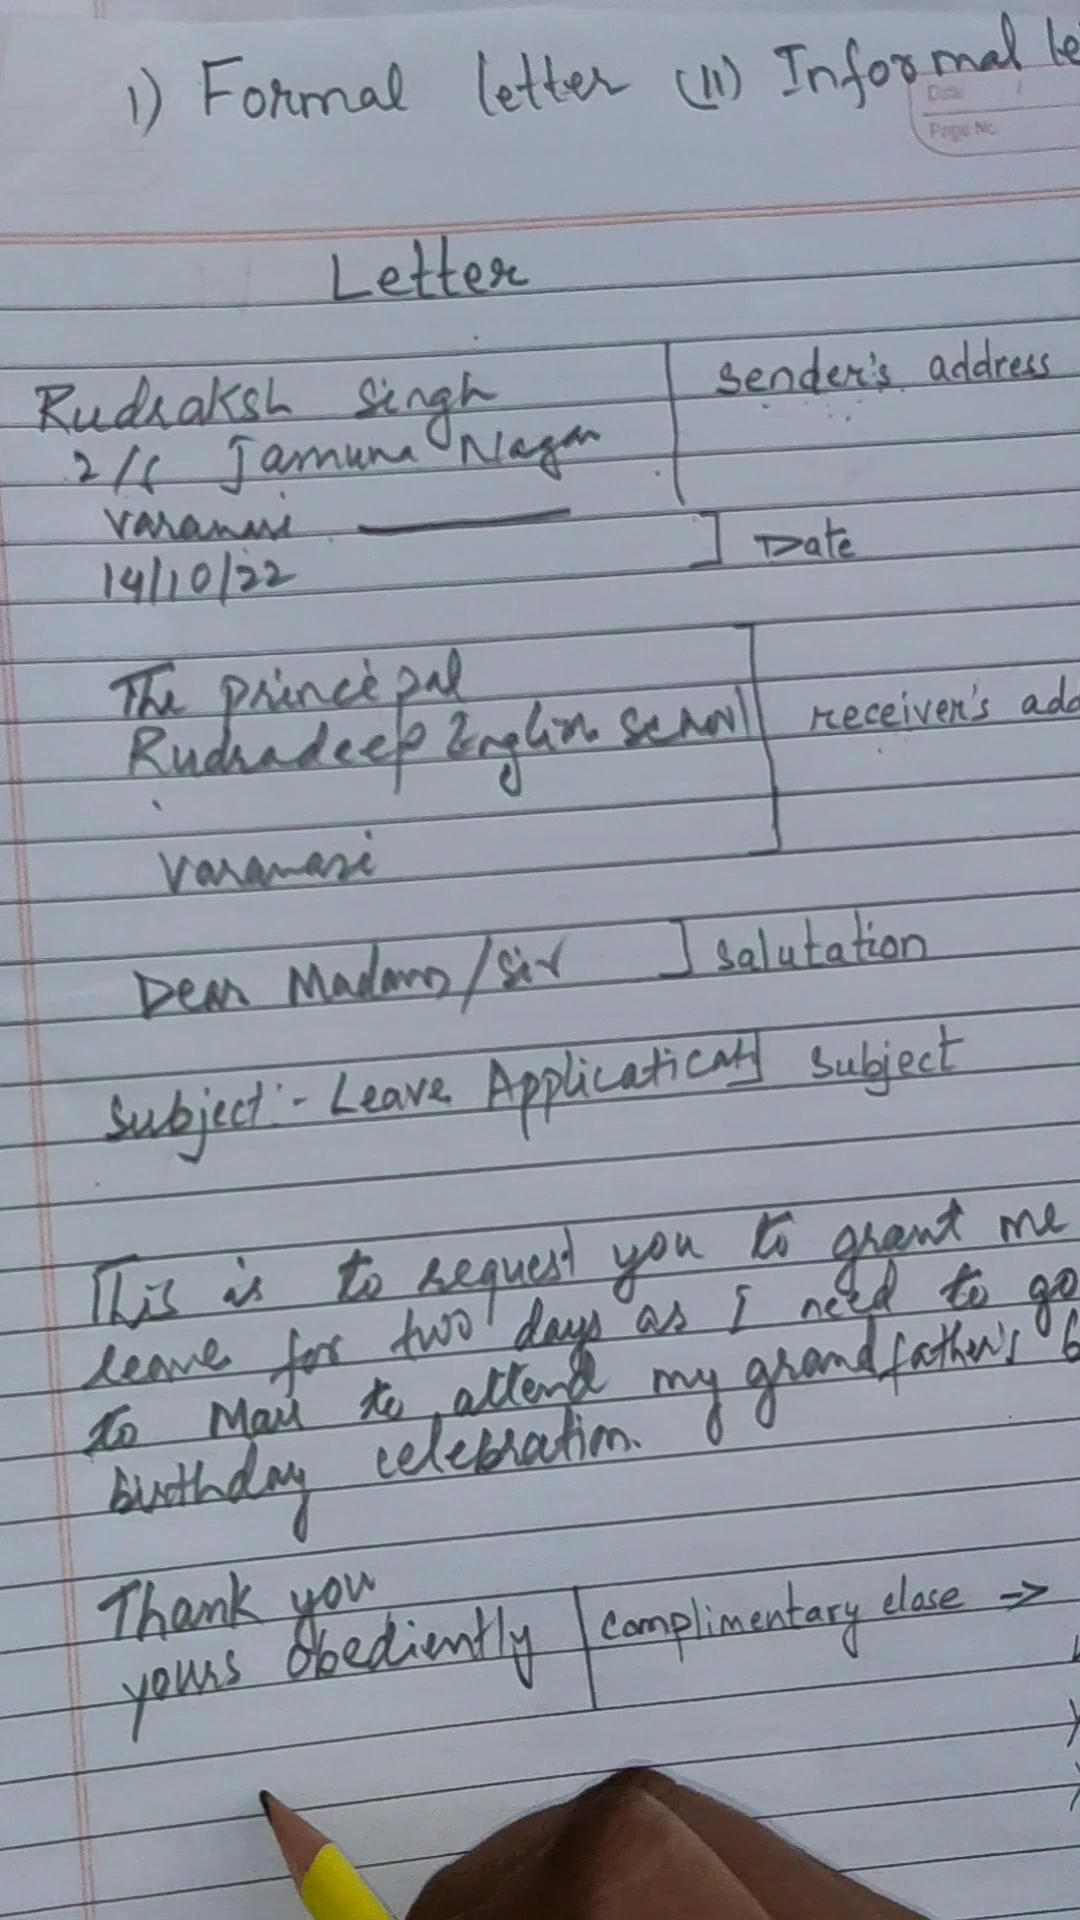 1) Formal letter (11) Informal le
Date /
Page No
Letter
Rudraksh Singh
sender's address
2/ Jamuna Nagar
Varanasi
14/10/22
Date
The principal
Rudradeep English School
receiver's add
Varanasi
Dear Madam/Sir
salutation
Subject:- Leave Application
subject
This is to request you to grant me
leave for two days as I need to go
to Mau to attend my grandfather's b
birthday celebration.
Thank you
yours obediently
complimentary close →